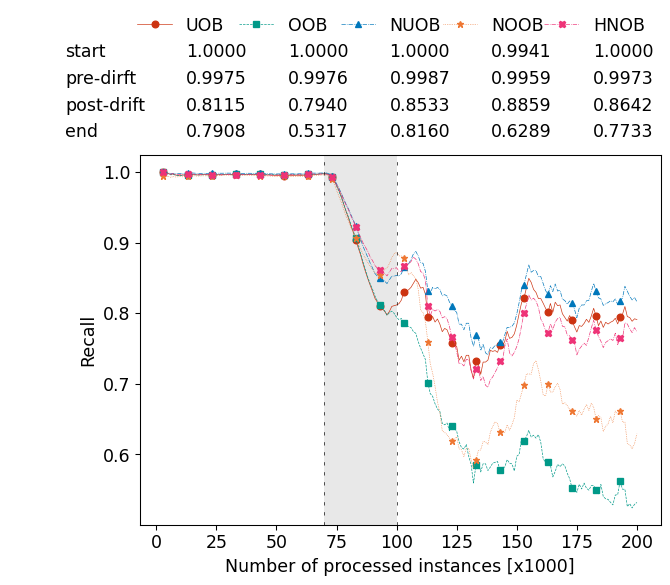 UOB OOB NUOB NOOB HNOB
start 1.0000 1.0000 1.0000 0.9941 1.0000
pre-dirft 0.9975 0.9976 0.9987 0.9959 0.9973
post-drift 0.8115 0.7940 0.8533 0.8859 0.8642
end 0.7908 0.5317 0.8160 0.6289 0.7733
1.0
0.9
0.8
0.7
0.6
Recall
0 25 50 75 100 125 150 175 200
Number of processed instances [x1000]